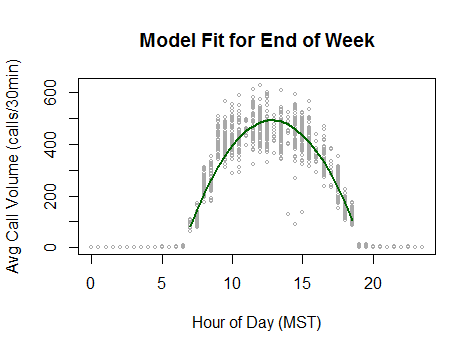 Model Fit for End of Week
Avg Call Volume (calls/30min)
600
400
200
0
0 5 10 15 20
Hour of Day (MST)